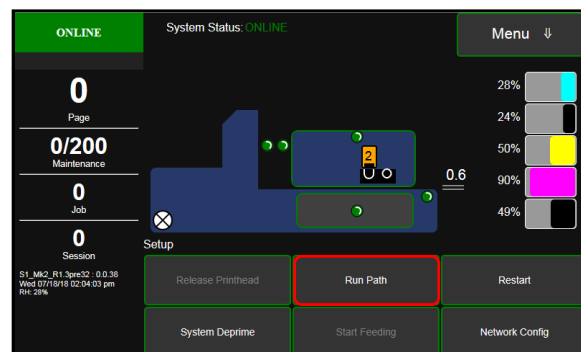 ONLINE
System Status: ONLINE
Menu ⇓
0
Page
0/200
Maintenance
0
Job
0
Session
S1_Mk2_R1.3pre32 : 0.0.38
Wed 07/18/18 02:04:03 pm
RH: 28%
2
0.6
28%
24%
50%
90%
49%
Setup
Release Printhead
Run Path
Restart
System Deprime
Start Feeding
Network Config